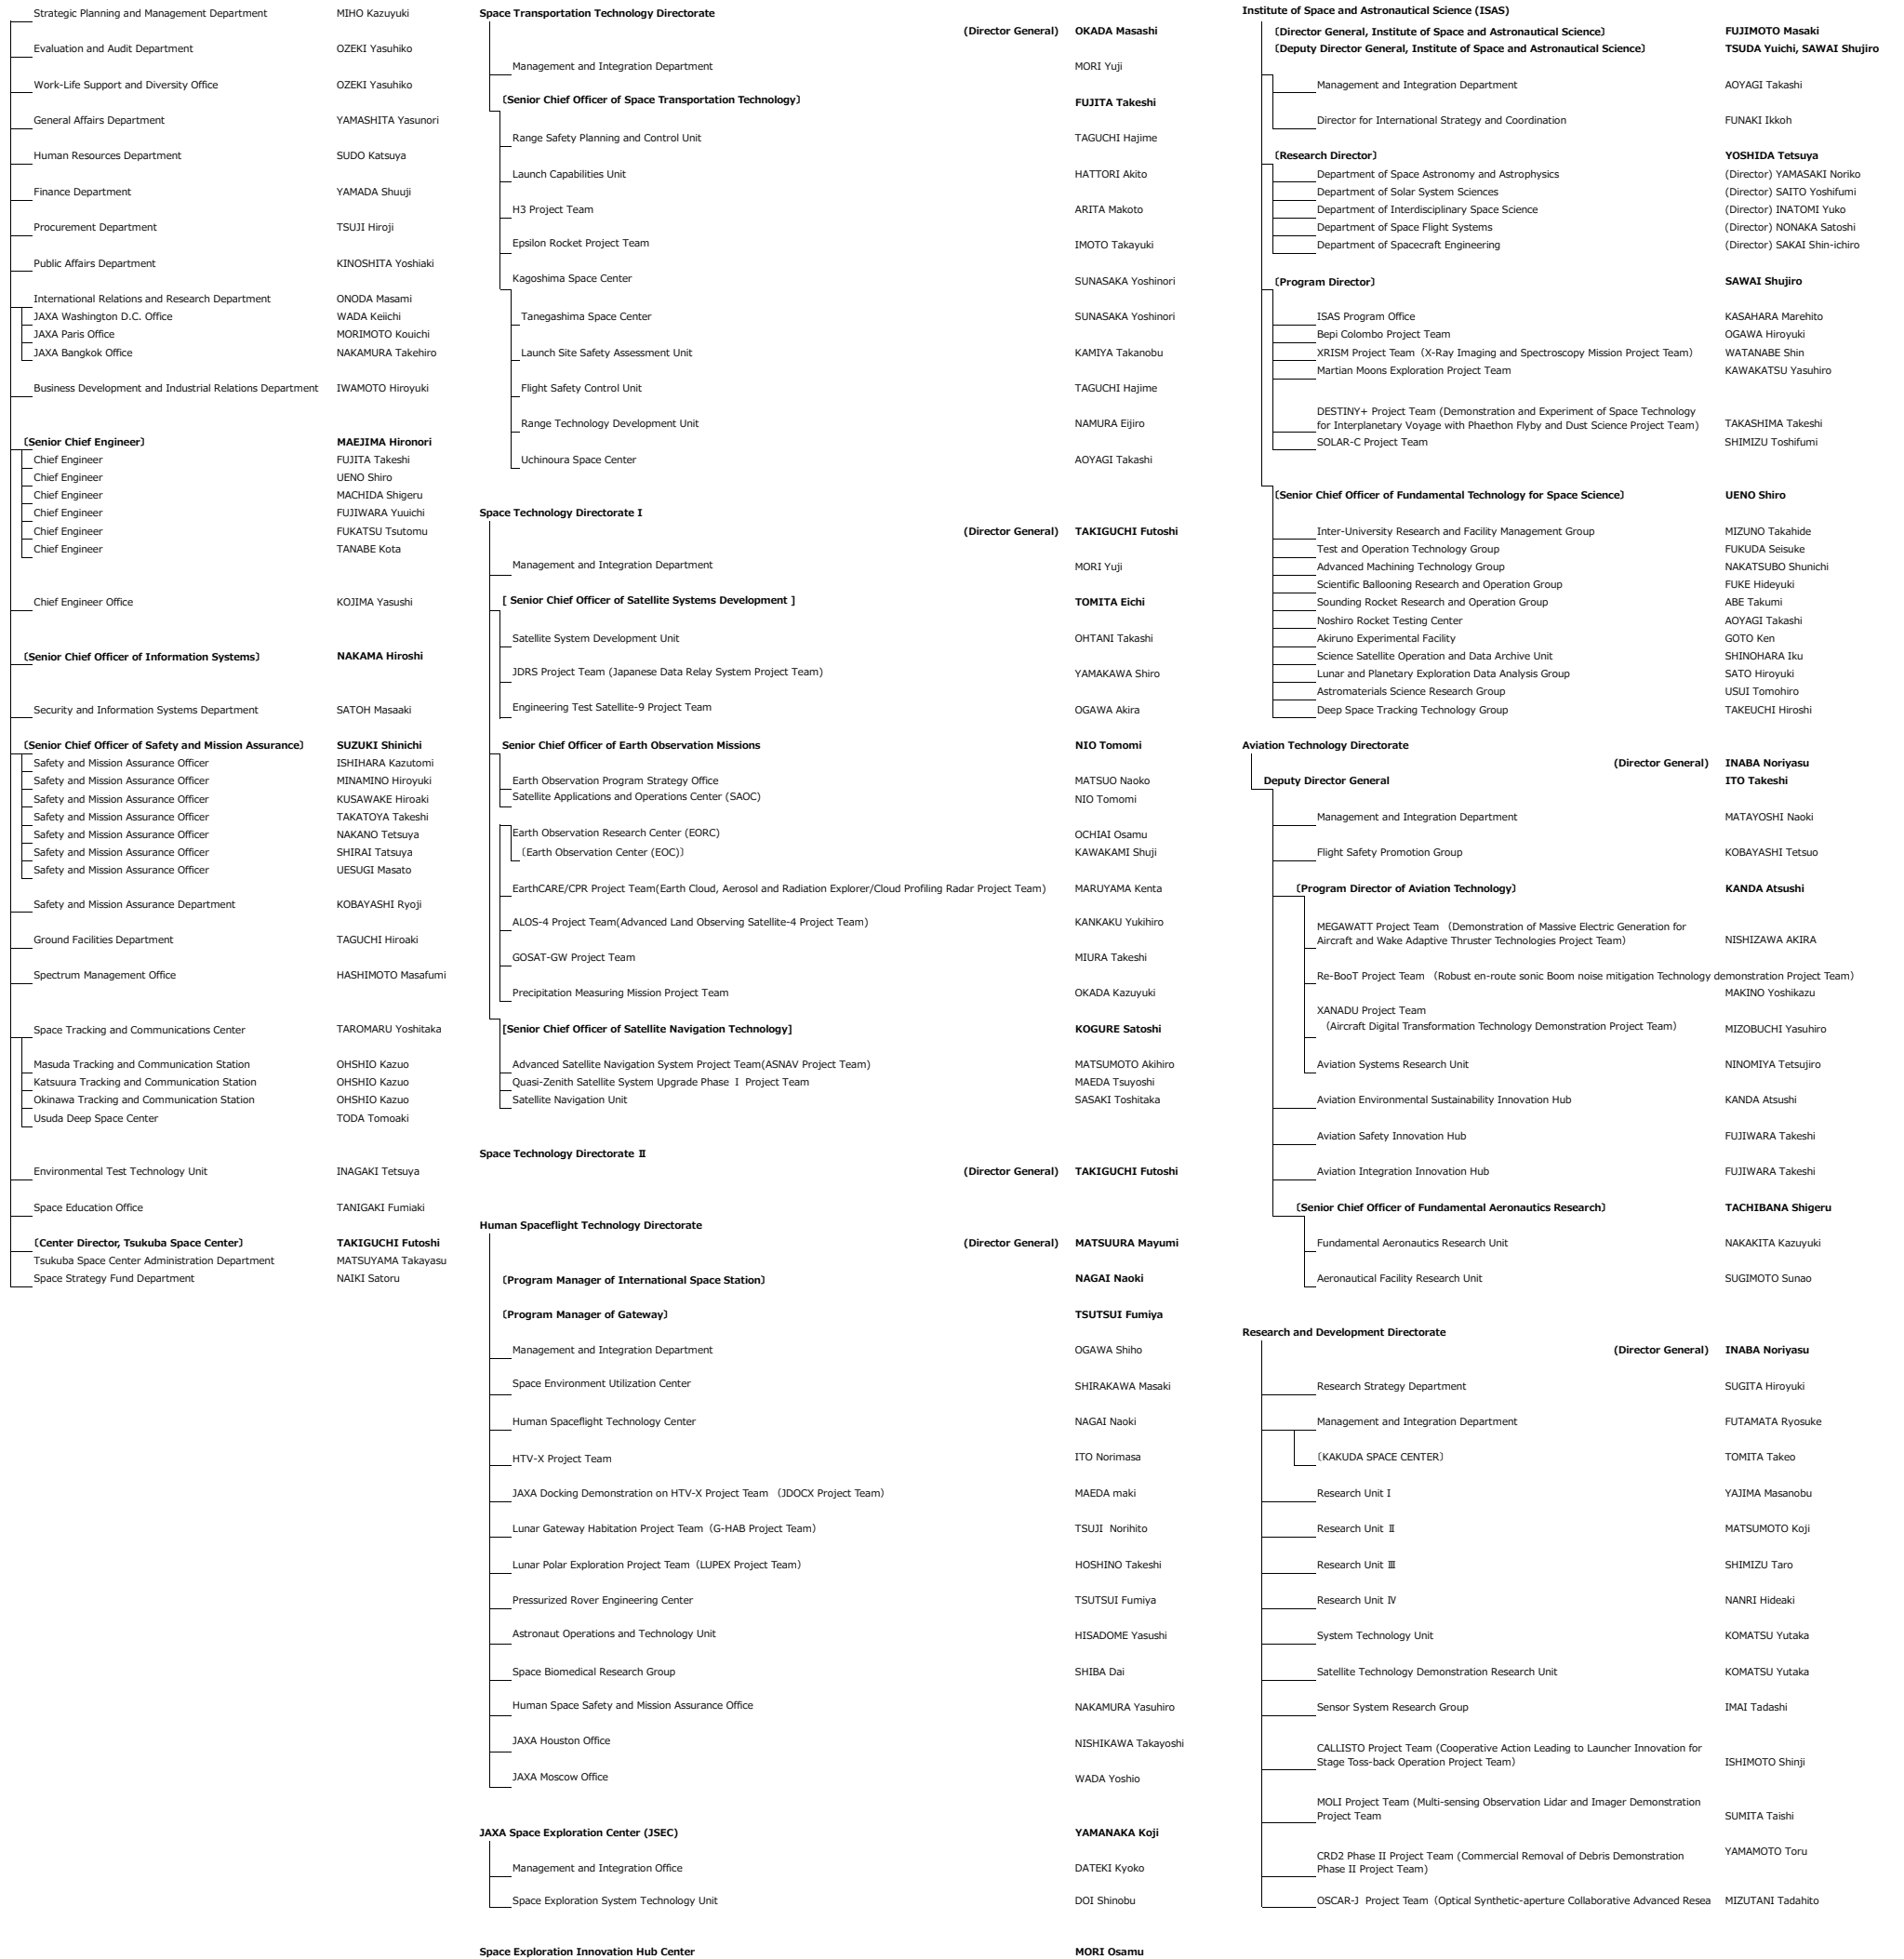 Strategic Planning and Management Department MIHO Kazuyuki
Evaluation and Audit Department OZEKI Yasuhiko
Work-Life Support and Diversity Office OZEKI Yasuhiko
General Affairs Department YAMASHITA Yasunori
Human Resources Department SUDO Katsuya
Finance Department YAMADA Shuuji
Procurement Department TSUJI Hiroji
Public Affairs Department KINOSHITA Yoshiaki
International Relations and Research Department ONODA Masami
JAXA Washington D.C. Office WADA Keiichi
JAXA Paris Office MORIMOTO Kouichi
JAXA Bangkok Office NAKAMURA Takehiro
Business Development and Industrial Relations Department IWAMOTO Hiroyuki
〔Senior Chief Engineer〕 MAEJIMA Hironori
Chief Engineer FUJITA Takeshi
Chief Engineer UENO Shiro
Chief Engineer MACHIDA Shigeru
Chief Engineer FUJIWARA Yuuichi
Chief Engineer FUKATSU Tsutomu
Chief Engineer TANABE Kota
Chief Engineer Office KOJIMA Yasushi
〔Senior Chief Officer of Information Systems〕 NAKAMA Hiroshi
Security and Information Systems Department SATOH Masaaki
〔Senior Chief Officer of Safety and Mission Assurance〕 SUZUKI Shinichi
Safety and Mission Assurance Officer ISHIHARA Kazutomi
Safety and Mission Assurance Officer MINAMINO Hiroyuki
Safety and Mission Assurance Officer KUSAWAKE Hiroaki
Safety and Mission Assurance Officer TAKATOYA Takeshi
Safety and Mission Assurance Officer NAKANO Tetsuya
Safety and Mission Assurance Officer SHIRAI Tatsuya
Safety and Mission Assurance Officer UESUGI Masato
Safety and Mission Assurance Department KOBAYASHI Ryoji
Ground Facilities Department TAGUCHI Hiroaki
Spectrum Management Office HASHIMOTO Masafumi
Space Tracking and Communications Center TAROMARU Yoshitaka
Masuda Tracking and Communication Station OHSHIO Kazuo
Katsuura Tracking and Communication Station OHSHIO Kazuo
Okinawa Tracking and Communication Station OHSHIO Kazuo
Usuda Deep Space Center TODA Tomoaki
Environmental Test Technology Unit INAGAKI Tetsuya
Space Education Office TANIGAKI Fumiaki
〔Center Director, Tsukuba Space Center〕 TAKIGUCHI Futoshi
Tsukuba Space Center Administration Department MATSUYAMA Takayasu
Space Strategy Fund Department NAIKI Satoru
Space Transportation Technology Directorate
(Director General) OKADA Masashi
Management and Integration Department MORI Yuji
〔Senior Chief Officer of Space Transportation Technology〕 FUJITA Takeshi
Range Safety Planning and Control Unit TAGUCHI Hajime
Launch Capabilities Unit HATTORI Akito
H3 Project Team ARITA Makoto
Epsilon Rocket Project Team IMOTO Takayuki
Kagoshima Space Center SUNASAKA Yoshinori
Tanegashima Space Center SUNASAKA Yoshinori
Launch Site Safety Assessment Unit KAMIYA Takanobu
Flight Safety Control Unit TAGUCHI Hajime
Range Technology Development Unit NAMURA Eijiro
Uchinoura Space Center AOYAGI Takashi
Space Technology Directorate I
(Director General) TAKIGUCHI Futoshi
Management and Integration Department MORI Yuji
[ Senior Chief Officer of Satellite Systems Development ] TOMITA Eichi
Satellite System Development Unit OHTANI Takashi
JDRS Project Team (Japanese Data Relay System Project Team) YAMAKAWA Shiro
Engineering Test Satellite-9 Project Team OGAWA Akira
Senior Chief Officer of Earth Observation Missions NIO Tomomi
Earth Observation Program Strategy Office MATSUO Naoko
Satellite Applications and Operations Center (SAOC) NIO Tomomi
Earth Observation Research Center (EORC) OCHIAI Osamu
〔Earth Observation Center (EOC)〕 KAWAKAMI Shuji
EarthCARE/CPR Project Team(Earth Cloud, Aerosol and Radiation Explorer/Cloud Profiling Radar Project Team) MARUYAMA Kenta
ALOS-4 Project Team(Advanced Land Observing Satellite-4 Project Team) KANKAKU Yukihiro
GOSAT-GW Project Team MIURA Takeshi
Precipitation Measuring Mission Project Team OKADA Kazuyuki
[Senior Chief Officer of Satellite Navigation Technology] KOGURE Satoshi
Advanced Satellite Navigation System Project Team(ASNAV Project Team) MATSUMOTO Akihiro
Quasi-Zenith Satellite System Upgrade Phase Ⅰ Project Team MAEDA Tsuyoshi
Satellite Navigation Unit SASAKI Toshitaka
Space Technology Directorate Ⅱ
(Director General) TAKIGUCHI Futoshi
Human Spaceflight Technology Directorate
(Director General) MATSUURA Mayumi
〔Program Manager of International Space Station〕 NAGAI Naoki
〔Program Manager of Gateway〕 TSUTSUI Fumiya
Management and Integration Department OGAWA Shiho
Space Environment Utilization Center SHIRAKAWA Masaki
Human Spaceflight Technology Center NAGAI Naoki
HTV-X Project Team ITO Norimasa
JAXA Docking Demonstration on HTV-X Project Team （JDOCX Project Team） MAEDA maki
Lunar Gateway Habitation Project Team（G-HAB Project Team） TSUJI Norihito
Lunar Polar Exploration Project Team（LUPEX Project Team） HOSHINO Takeshi
Pressurized Rover Engineering Center TSUTSUI Fumiya
Astronaut Operations and Technology Unit HISADOME Yasushi
Space Biomedical Research Group SHIBA Dai
Human Space Safety and Mission Assurance Office NAKAMURA Yasuhiro
JAXA Houston Office NISHIKAWA Takayoshi
JAXA Moscow Office WADA Yoshio
JAXA Space Exploration Center (JSEC) YAMANAKA Koji
Management and Integration Office DATEKI Kyoko
Space Exploration System Technology Unit DOI Shinobu
Space Exploration Innovation Hub Center MORI Osamu
Institute of Space and Astronautical Science (ISAS)
〔Director General, Institute of Space and Astronautical Science〕 FUJIMOTO Masaki
〔Deputy Director General, Institute of Space and Astronautical Science〕 TSUDA Yuichi, SAWAI Shujiro
Management and Integration Department AOYAGI Takashi
Director for International Strategy and Coordination FUNAKI Ikkoh
〔Research Director〕 YOSHIDA Tetsuya
Department of Space Astronomy and Astrophysics (Director) YAMASAKI Noriko
Department of Solar System Sciences (Director) SAITO Yoshifumi
Department of Interdisciplinary Space Science (Director) INATOMI Yuko
Department of Space Flight Systems (Director) NONAKA Satoshi
Department of Spacecraft Engineering (Director) SAKAI Shin-ichiro
〔Program Director〕 SAWAI Shujiro
ISAS Program Office KASAHARA Marehito
Bepi Colombo Project Team OGAWA Hiroyuki
XRISM Project Team（X-Ray Imaging and Spectroscopy Mission Project Team） WATANABE Shin
Martian Moons Exploration Project Team KAWAKATSU Yasuhiro
DESTINY+ Project Team (Demonstration and Experiment of Space Technology
for Interplanetary Voyage with Phaethon Flyby and Dust Science Project Team) TAKASHIMA Takeshi
SOLAR-C Project Team SHIMIZU Toshifumi
〔Senior Chief Officer of Fundamental Technology for Space Science〕 UENO Shiro
Inter-University Research and Facility Management Group MIZUNO Takahide
Test and Operation Technology Group FUKUDA Seisuke
Advanced Machining Technology Group NAKATSUBO Shunichi
Scientific Ballooning Research and Operation Group FUKE Hideyuki
Sounding Rocket Research and Operation Group ABE Takumi
Noshiro Rocket Testing Center AOYAGI Takashi
Akiruno Experimental Facility GOTO Ken
Science Satellite Operation and Data Archive Unit SHINOHARA Iku
Lunar and Planetary Exploration Data Analysis Group SATO Hiroyuki
Astromaterials Science Research Group USUI Tomohiro
Deep Space Tracking Technology Group TAKEUCHI Hiroshi
Aviation Technology Directorate
(Director General) INABA Noriyasu
Deputy Director General ITO Takeshi
Management and Integration Department MATAYOSHI Naoki
Flight Safety Promotion Group KOBAYASHI Tetsuo
〔Program Director of Aviation Technology〕 KANDA Atsushi
MEGAWATT Project Team （Demonstration of Massive Electric Generation for
Aircraft and Wake Adaptive Thruster Technologies Project Team） NISHIZAWA AKIRA
Re-BooT Project Team （Robust en-route sonic Boom noise mitigation Technology demonstration Project Team）
MAKINO Yoshikazu
XANADU Project Team
（Aircraft Digital Transformation Technology Demonstration Project Team） MIZOBUCHI Yasuhiro
Aviation Systems Research Unit NINOMIYA Tetsujiro
Aviation Environmental Sustainability Innovation Hub KANDA Atsushi
Aviation Safety Innovation Hub FUJIWARA Takeshi
Aviation Integration Innovation Hub FUJIWARA Takeshi
〔Senior Chief Officer of Fundamental Aeronautics Research〕 TACHIBANA Shigeru
Fundamental Aeronautics Research Unit NAKAKITA Kazuyuki
Aeronautical Facility Research Unit SUGIMOTO Sunao
Research and Development Directorate
(Director General) INABA Noriyasu
Research Strategy Department SUGITA Hiroyuki
Management and Integration Department FUTAMATA Ryosuke
〔KAKUDA SPACE CENTER〕 TOMITA Takeo
Research Unit I YAJIMA Masanobu
Research Unit Ⅱ MATSUMOTO Koji
Research Unit Ⅲ SHIMIZU Taro
Research Unit Ⅳ NANRI Hideaki
System Technology Unit KOMATSU Yutaka
Satellite Technology Demonstration Research Unit KOMATSU Yutaka
Sensor System Research Group IMAI Tadashi
CALLISTO Project Team (Cooperative Action Leading to Launcher Innovation for
Stage Toss-back Operation Project Team） ISHIMOTO Shinji
MOLI Project Team (Multi-sensing Observation Lidar and Imager Demonstration
Project Team SUMITA Taishi
CRD2 Phase II Project Team (Commercial Removal of Debris Demonstration YAMAMOTO Toru
Phase II Project Team)
OSCAR-J Project Team（Optical Synthetic-aperture Collaborative Advanced Resea MIZUTANI Tadahito